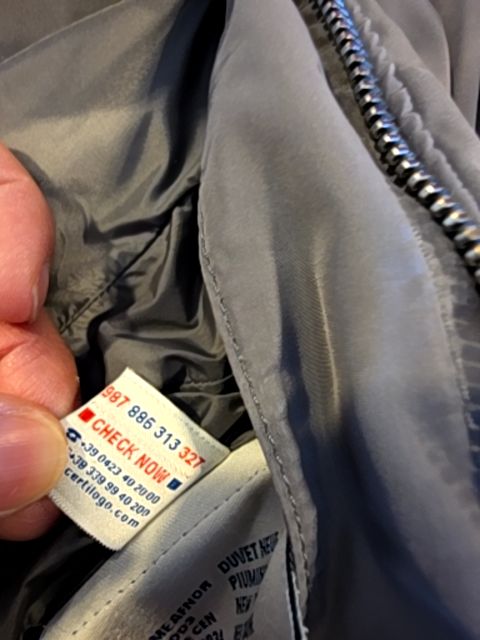 987 886 313 327
CHECK NOW
+39 0423 40 20 00
+39 339 99 40 200
certilogo.com
DUVET NEUF
PIUMINO